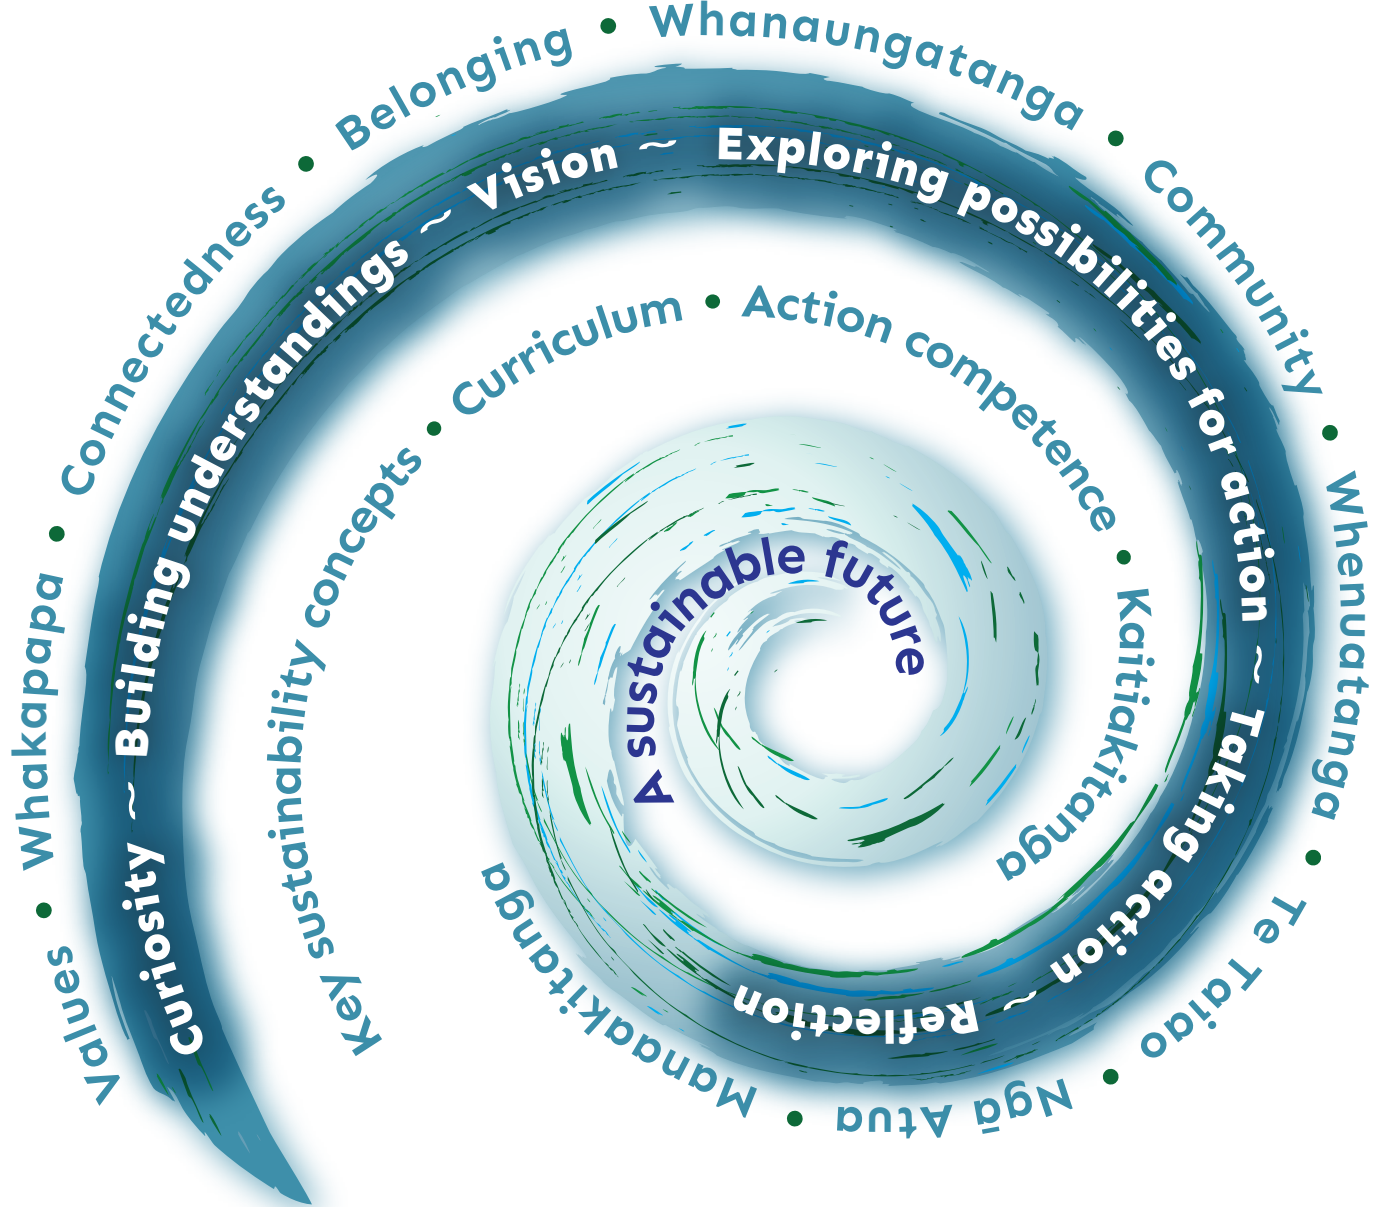 Values • Whakapapa • Connectedness • Belonging • Whanaungatanga • Community • Whenuatanga • Te Taiao • Ngā Atua • Manaakitanga
Curiosity ~ Building understandings ~ Vision ~ Exploring possibilities for action ~ Taking action ~ Reflection
Key sustainability concepts • Curriculum • Action competence • Kaitiakitanga
A sustainable future